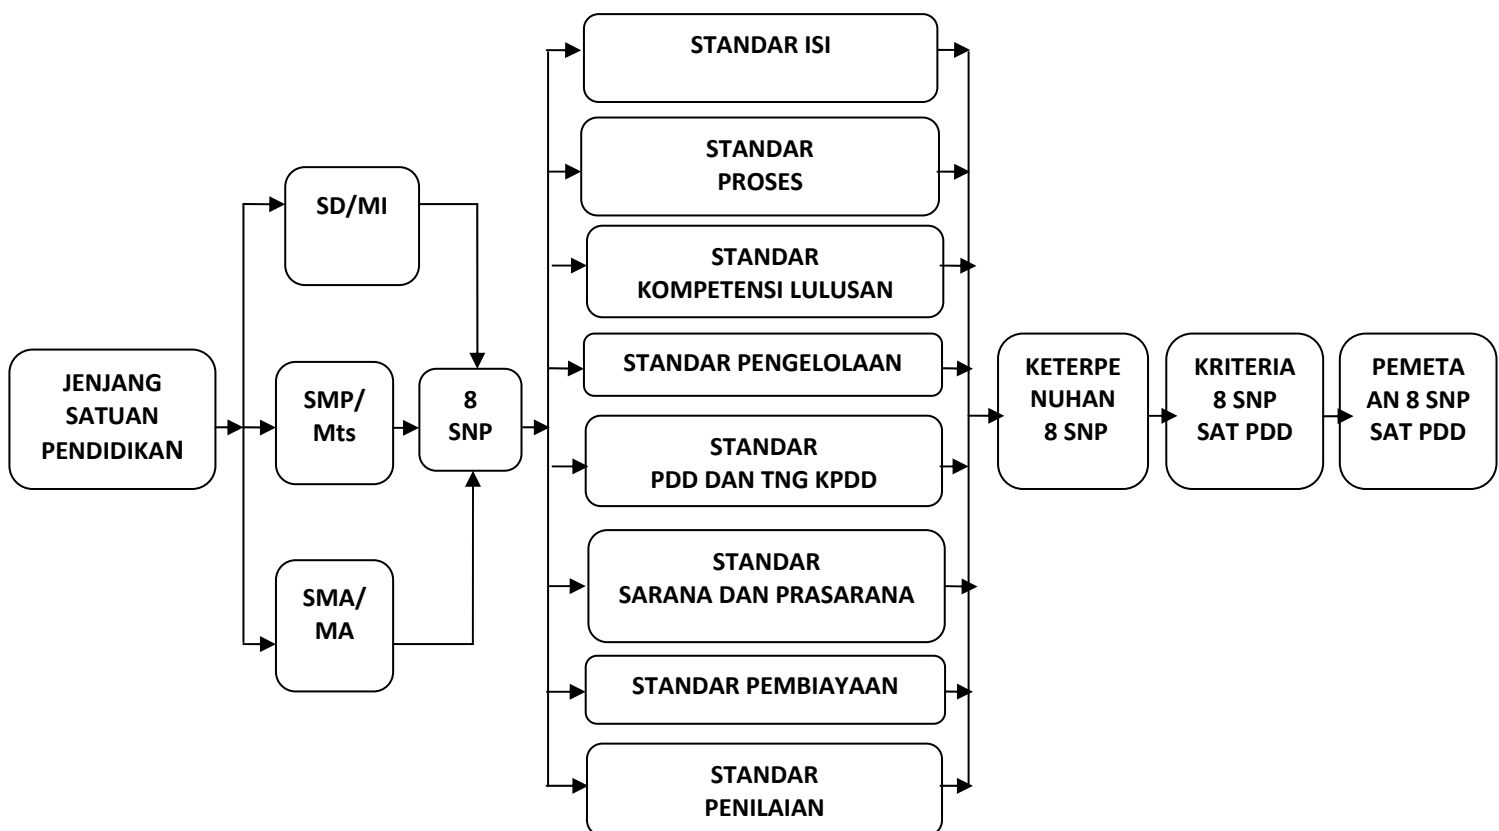 JENJANG
SATUAN
PENDIDIKAN
SD/MI
SMP/
Mts
SMA/
MA
8
SNP
STANDAR ISI
STANDAR
PROSES
STANDAR
KOMPETENSI LULUSAN
STANDAR PENGELOLAAN
STANDAR
PDD DAN TNG KPDD
STANDAR
SARANA DAN PRASARANA
STANDAR PEMBIAYAAN
STANDAR
PENILAIAN
KETERPE
NUHAN
8 SNP
KRITERIA
8 SNP
SAT PDD
PEMETA
AN 8 SNP
SAT PDD